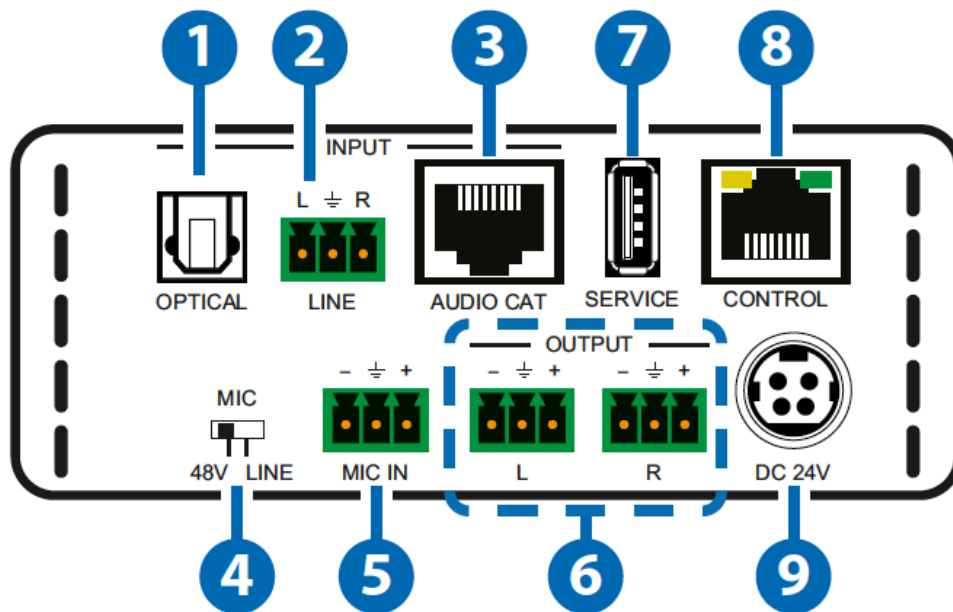 1 2 3 7 8
INPUT
L R
OPTICAL LINE AUDIO CAT SERVICE CONTROL
OUTPUT
MIC
− + − + − +
48V LINE MIC IN L R DC 24V
4 5 6 9